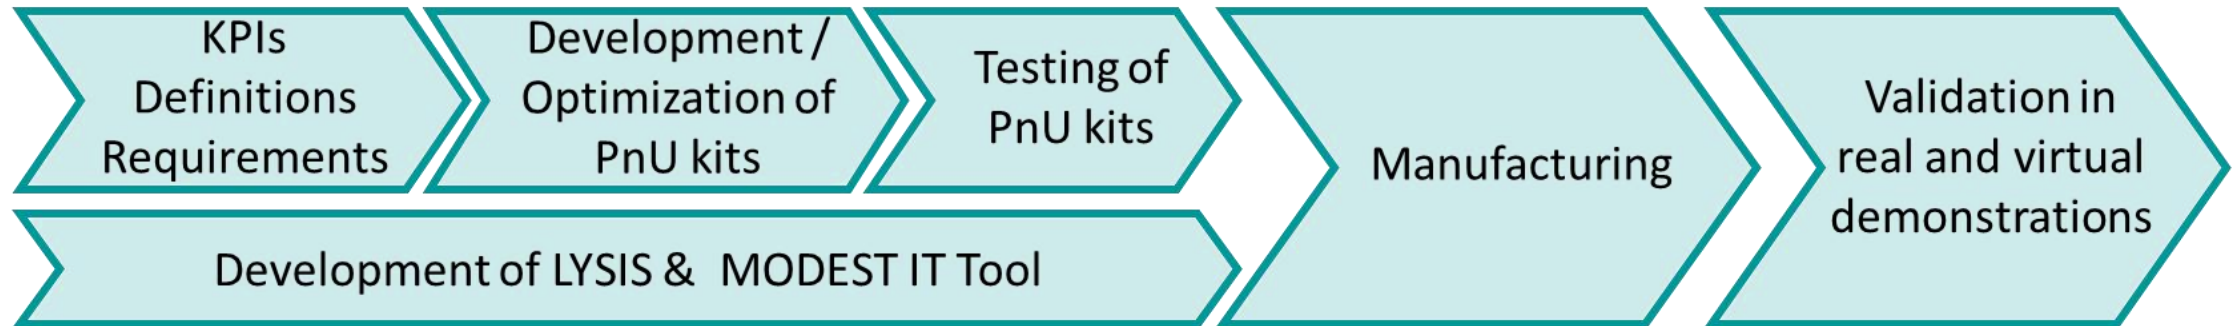 KPIs
Definitions
Requirements
Development /
Optimization of
PnU kits
Testing of
PnU kits
Manufacturing
Validation in
real and virtual
demonstrations
Development of LYSIS & MODEST IT Tool